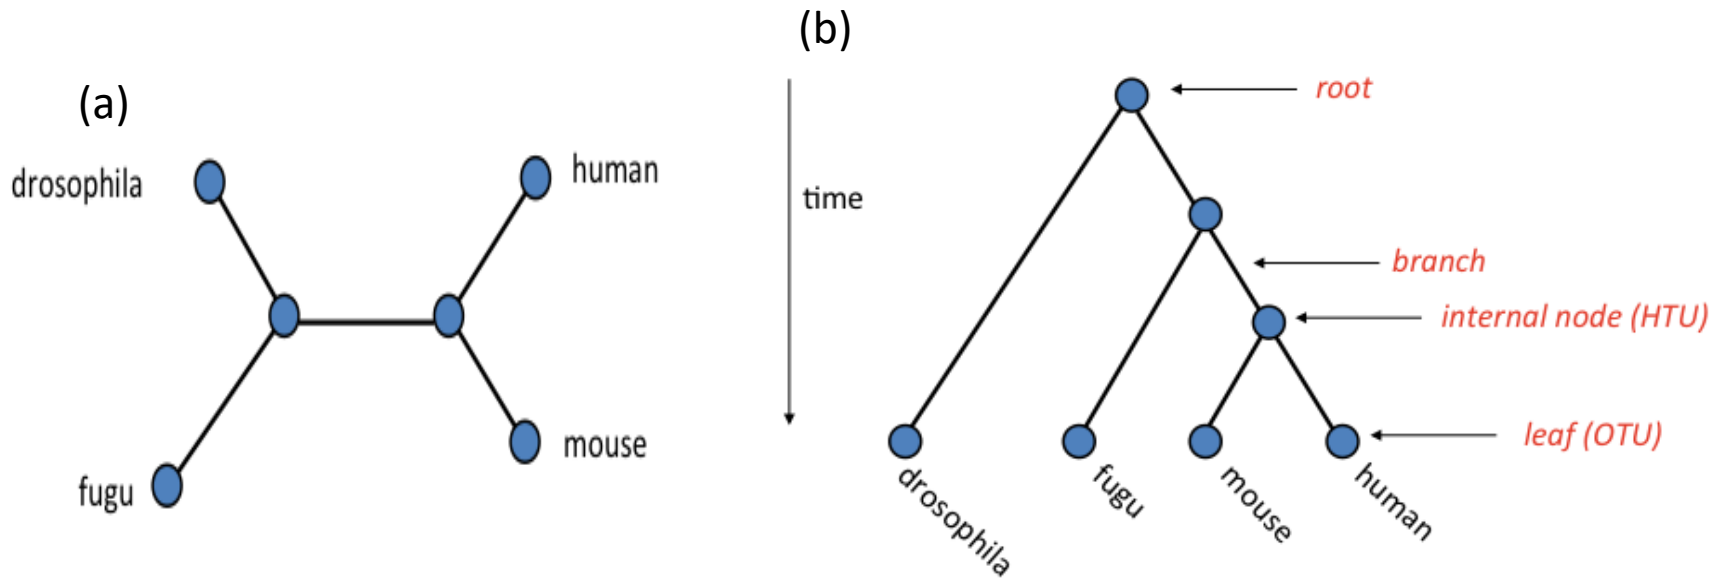 (a)
drosophila
human
fugu
mouse
(b)
time
root
branch
internal node (HTU)
leaf (OTU)
drosophila
fugu
mouse
human